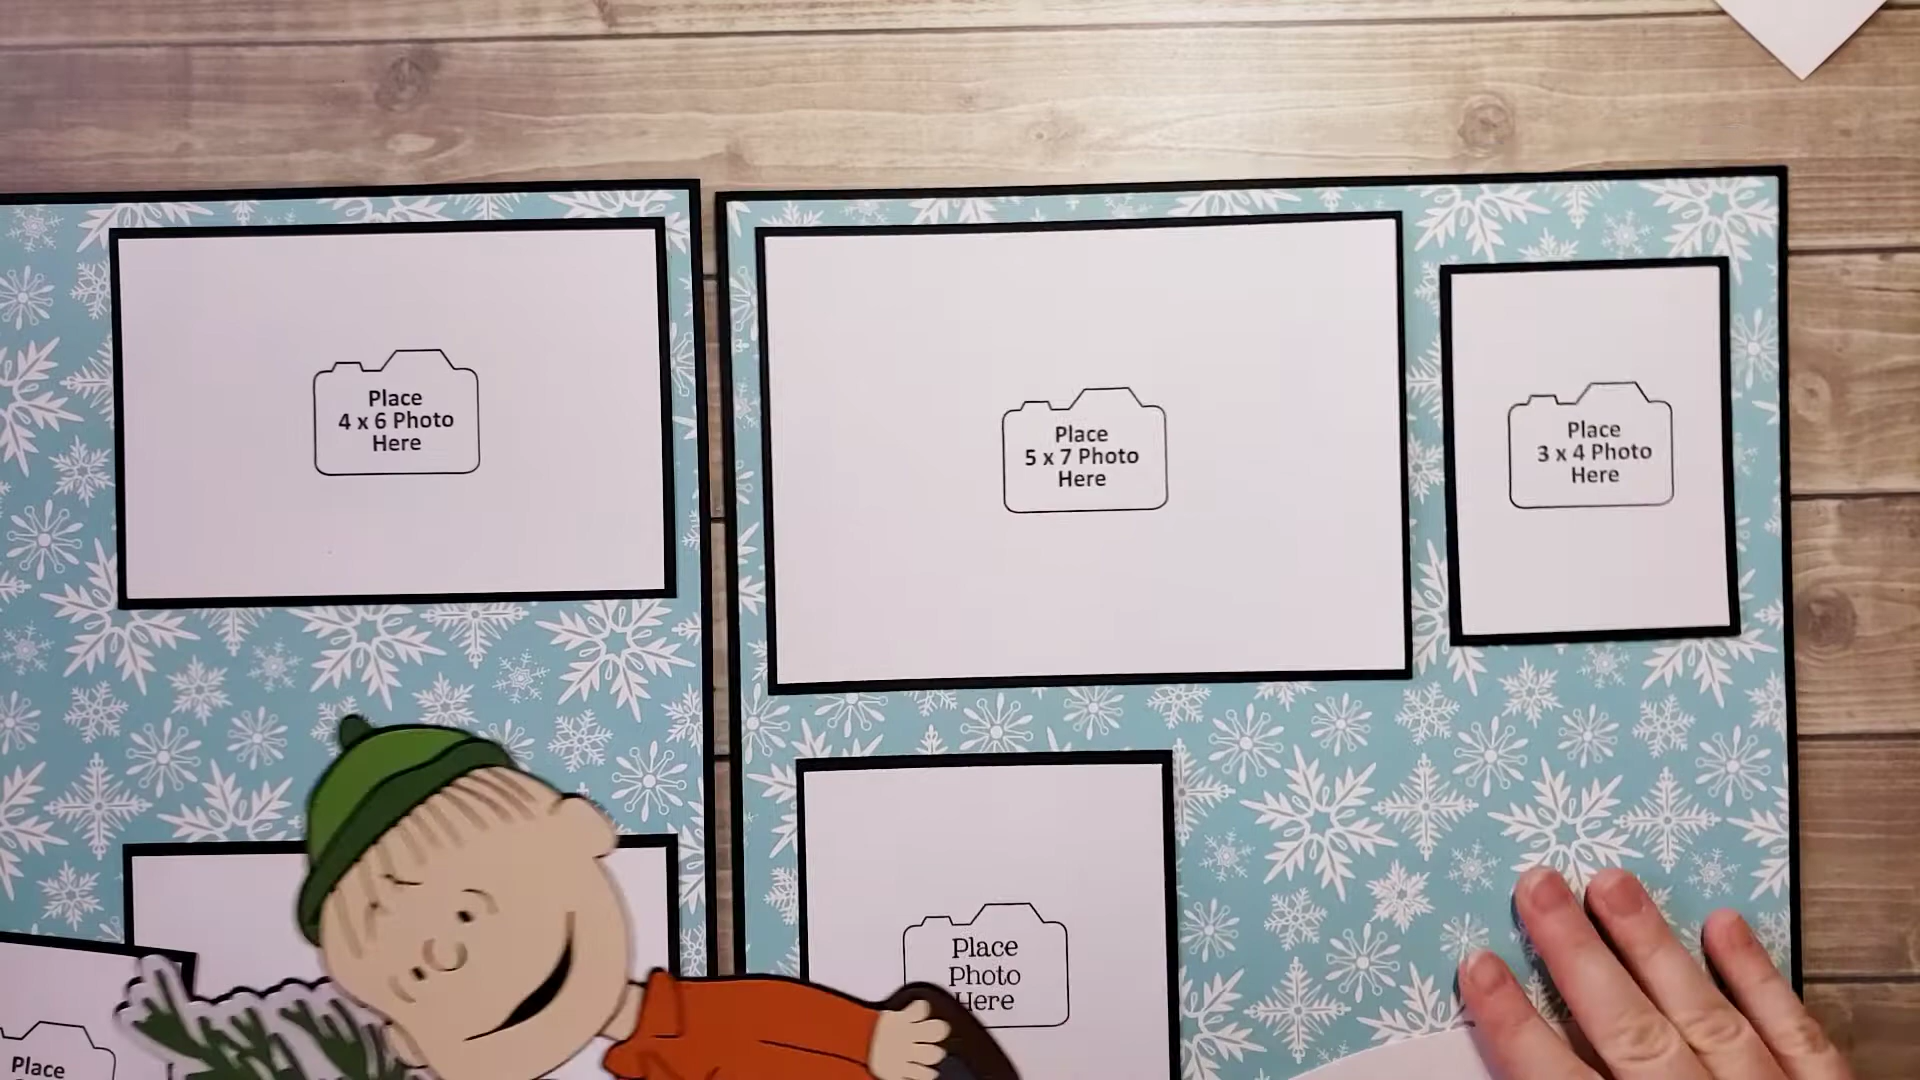 Place
4 x 6 Photo
Here
Place
5 x 7 Photo
Here
Place
3 x 4 Photo
Here
Place
Photo
Here
Place